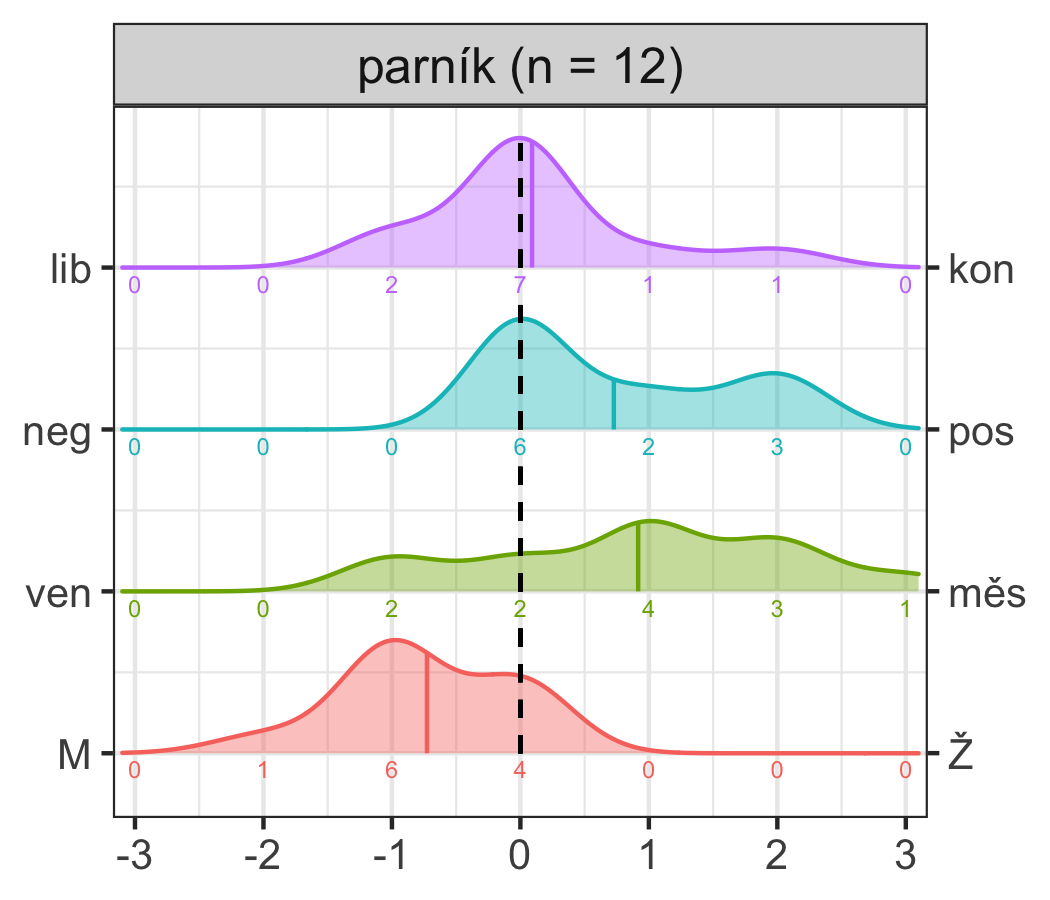 parník (n = 12)
lib kon
0 0 2 7 1 1 0
neg pos
0 0 0 6 2 3 0
ven měs
0 0 2 2 4 3 1
M Ž
0 1 6 4 0 0 0
-3 -2 -1 0 1 2 3